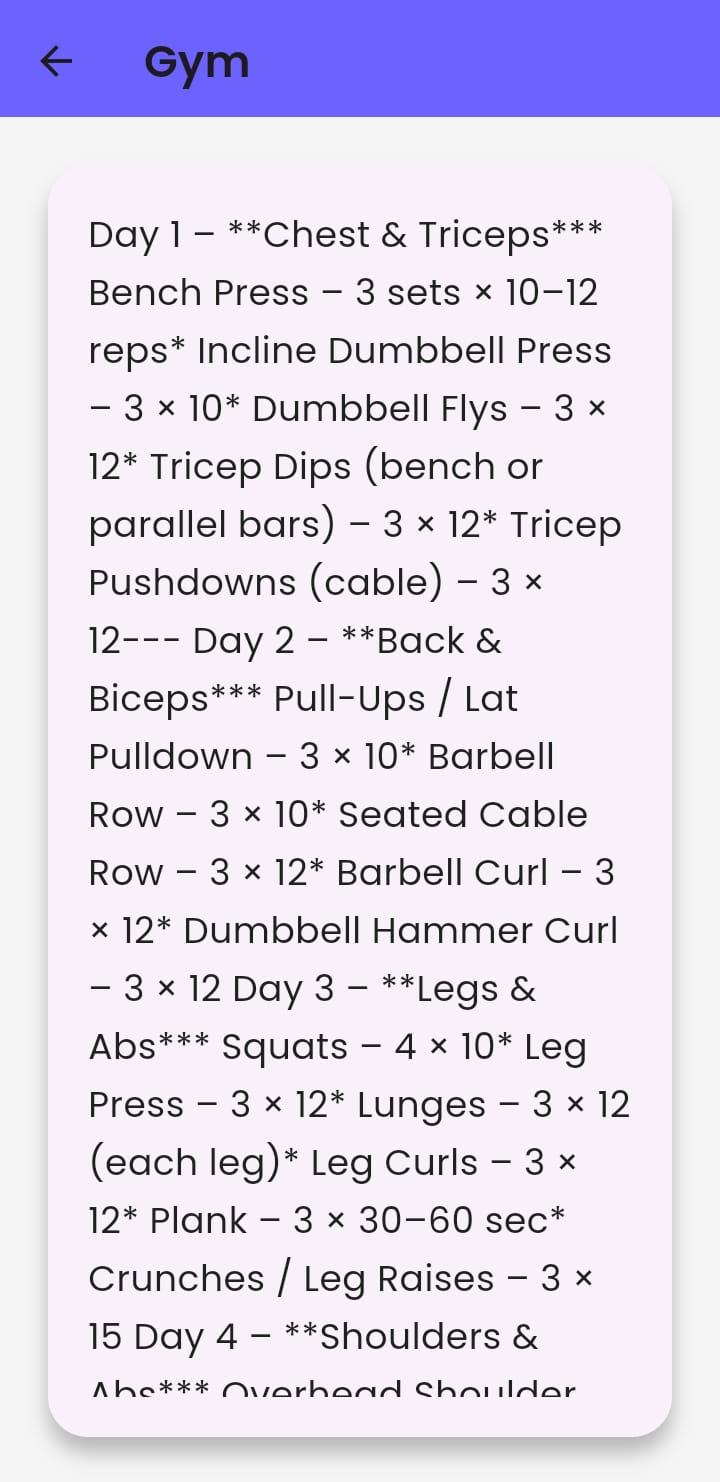 Gym
Day 1 – **Chest & Triceps***
Bench Press – 3 sets × 10–12
reps* Incline Dumbbell Press
– 3 × 10* Dumbbell Flys – 3 ×
12* Tricep Dips (bench or
parallel bars) – 3 × 12* Tricep
Pushdowns (cable) – 3 ×
12--- Day 2 – **Back &
Biceps*** Pull-Ups / Lat
Pulldown – 3 × 10* Barbell
Row – 3 × 10* Seated Cable
Row – 3 × 12* Barbell Curl – 3
× 12* Dumbbell Hammer Curl
– 3 × 12 Day 3 – **Legs &
Abs*** Squats – 4 × 10* Leg
Press – 3 × 12* Lunges – 3 × 12
(each leg)* Leg Curls – 3 ×
12* Plank – 3 × 30–60 sec*
Crunches / Leg Raises – 3 ×
15 Day 4 – **Shoulders &
Abs*** Overhead Shoulder